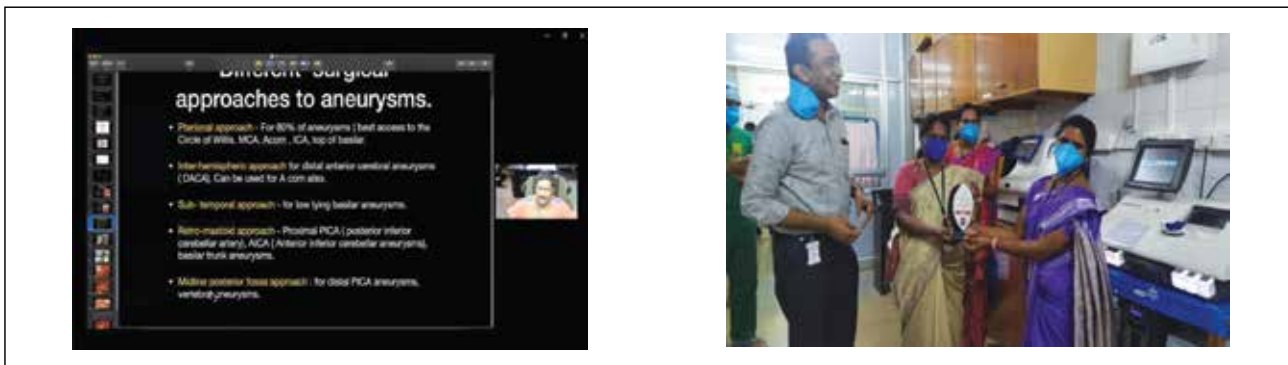 Different surgical
approaches to aneurysms.
• Pterional approach - For 80% of aneurysms ( best access to the
Circle of Willis, MCA, Acom , ICA, top of basilar.
• Inter-hemispheric approach for distal anterior cerebral aneurysms
( DACA). Can be used for A com also.
• Sub- temporal approach - for low lying basilar aneurysms.
• Retro-mastoid approach - Proximal PICA ( posterior inferior
cerebellar artery), AICA ( Anterior inferior cerebellar aneurysms),
basilar trunk aneurysms.
• Midline posterior fossa approach - for distal PICA aneurysms,
vertebral aneurysms.